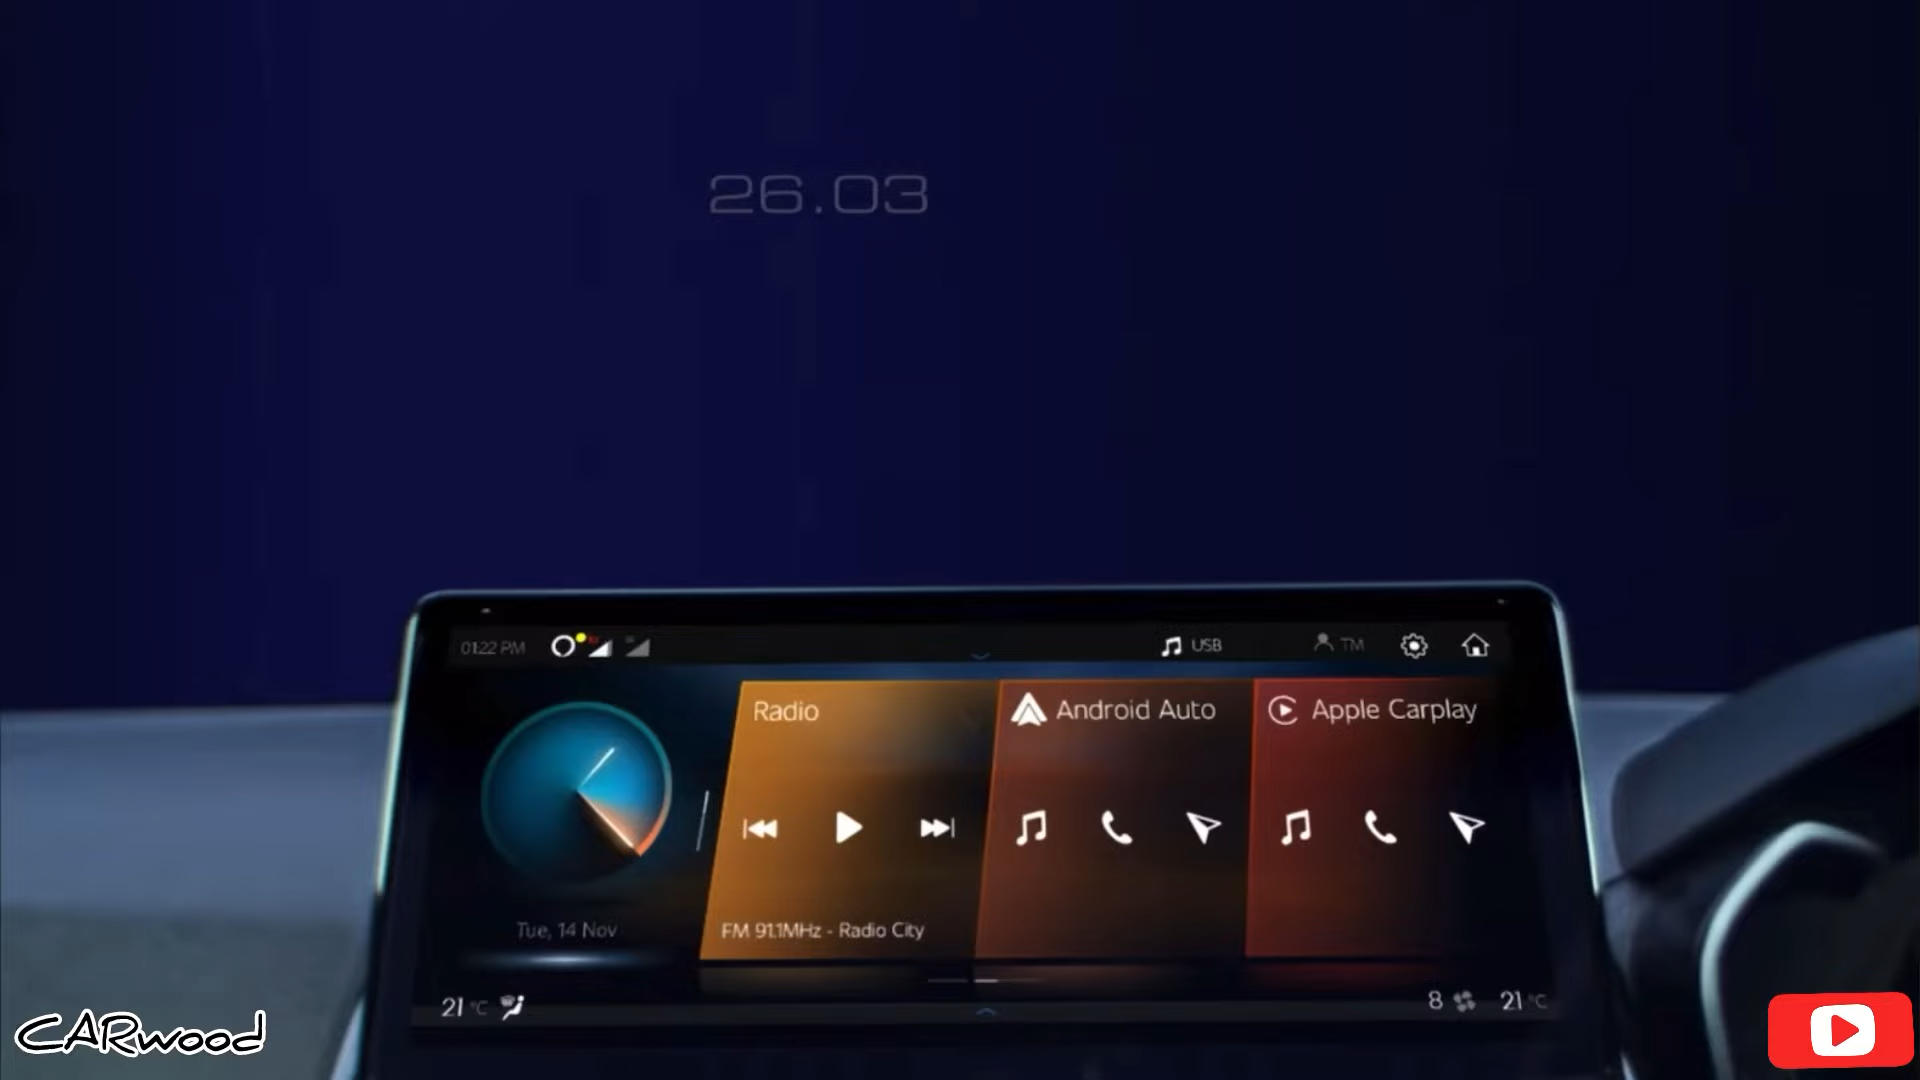 26.03
01:22 PM
USB
TM
Radio
Android Auto
Apple Carplay
Tue, 14 Nov
FM 91.1MHz - Radio City
21 °C
8
21 °C
CARwood